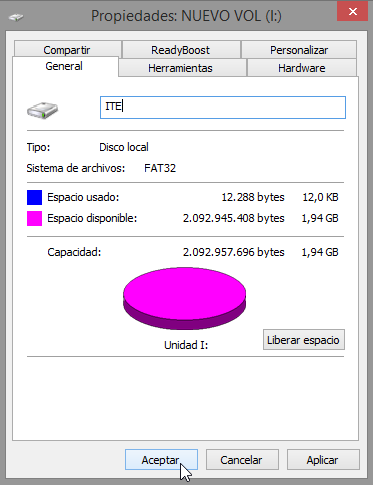 Propiedades: NUEVO VOL (I:)
Compartir ReadyBoost Personalizar
General Herramientas Hardware
ITE
Tipo: Disco local
Sistema de archivos: FAT32
Espacio usado: 12.288 bytes 12,0 KB
Espacio disponible: 2.092.945.408 bytes 1,94 GB
Capacidad: 2.092.957.696 bytes 1,94 GB
Unidad I:
Liberar espacio
Aceptar Cancelar Aplicar